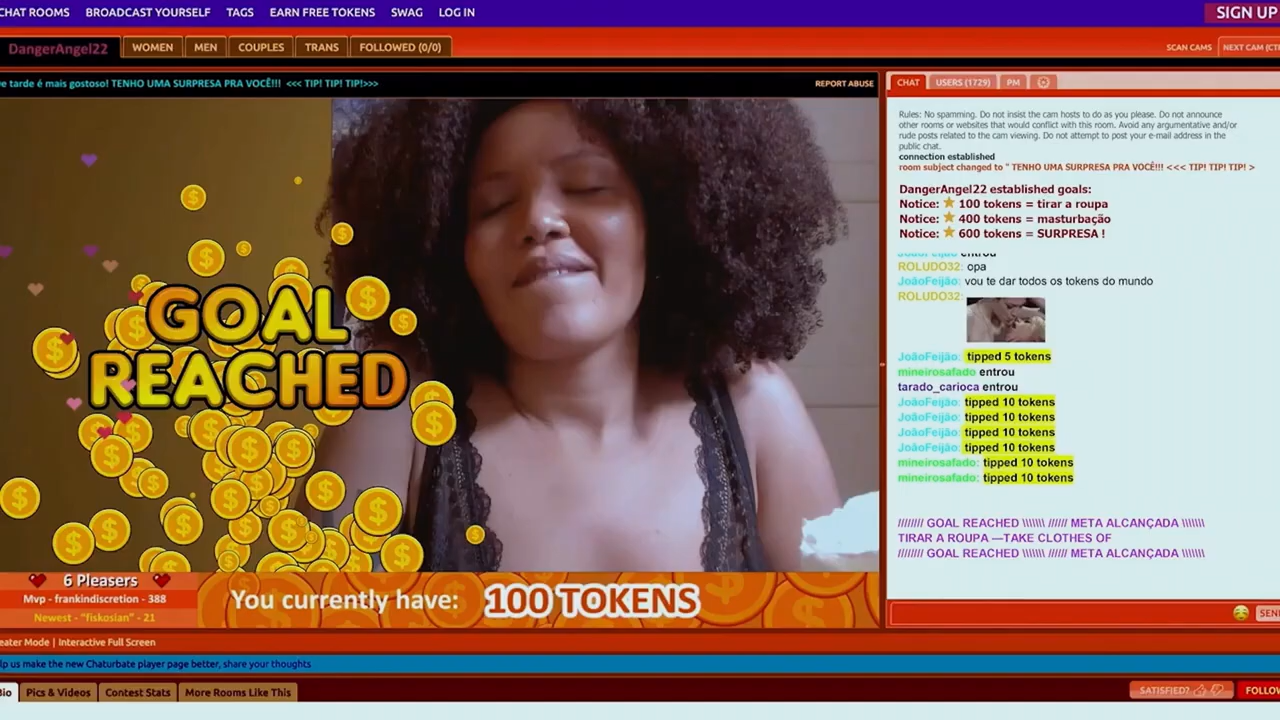 CHAT ROOMS BROADCAST YOURSELF TAGS EARN FREE TOKENS SWAG LOG IN SIGN UP
DangerAngel22 WOMEN MEN COUPLES TRANS FOLLOWED (0/0) SCAN CAMS NEXT CAM (CT
e tarde é mais gostoso! TENHO UMA SURPRESA PRA VOCÊ!!! <<< TIP! TIP! TIP!>>> REPORT ABUSE
CHAT USERS (1729) PM
Rules: No spamming. Do not insist the cam hosts to do as you please. Do not announce
other rooms or websites that would conflict with this room. Avoid any argumentative and/or
rude posts related to the cam viewing. Do not attempt to post your e-mail address in the
public chat.
connection established
room subject changed to " TENHO UMA SURPRESA PRA VOCÊ!!! <<< TIP! TIP! TIP! >
DangerAngel22 established goals:
Notice: 100 tokens = tirar a roupa
Notice: 400 tokens = masturbação
Notice: 600 tokens = SURPRESA !
JoãoFeijão entrou
ROLUDO32: opa
JoãoFeijão: vou te dar todos os tokens do mundo
ROLUDO32:
JoãoFeijão: tipped 5 tokens
mineirosafado entrou
tarado_carioca entrou
JoãoFeijão: tipped 10 tokens
JoãoFeijão: tipped 10 tokens
JoãoFeijão: tipped 10 tokens
JoãoFeijão: tipped 10 tokens
mineirosafado: tipped 10 tokens
mineirosafado: tipped 10 tokens
/////// GOAL REACHED \\\\\\\ ////// META ALCANÇADA \\\\\\\
TIRAR A ROUPA —TAKE CLOTHES OF
/////// GOAL REACHED \\\\\\\ ////// META ALCANÇADA \\\\\\\
SEN
GOAL
REACHED
6 Pleasers
Mvp - frankindiscretion - 388
Newest - "fiskosian" - 21
You currently have: 100 TOKENS
eater Mode | Interactive Full Screen
lp us make the new Chaturbate player page better, share your thoughts
Bio Pics & Videos Contest Stats More Rooms Like This SATISFIED? FOLLOW